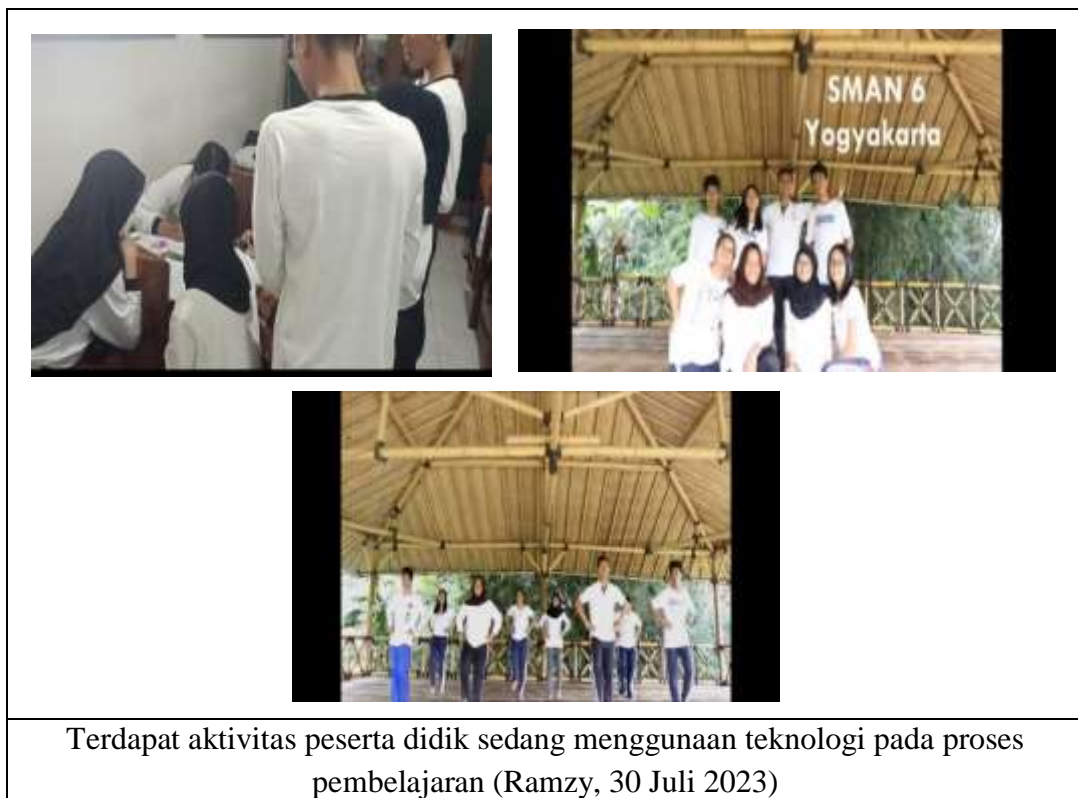 SMAN 6
Yogyakarta
Terdapat aktivitas peserta didik sedang menggunaan teknologi pada proses
pembelajaran (Ramzy, 30 Juli 2023)